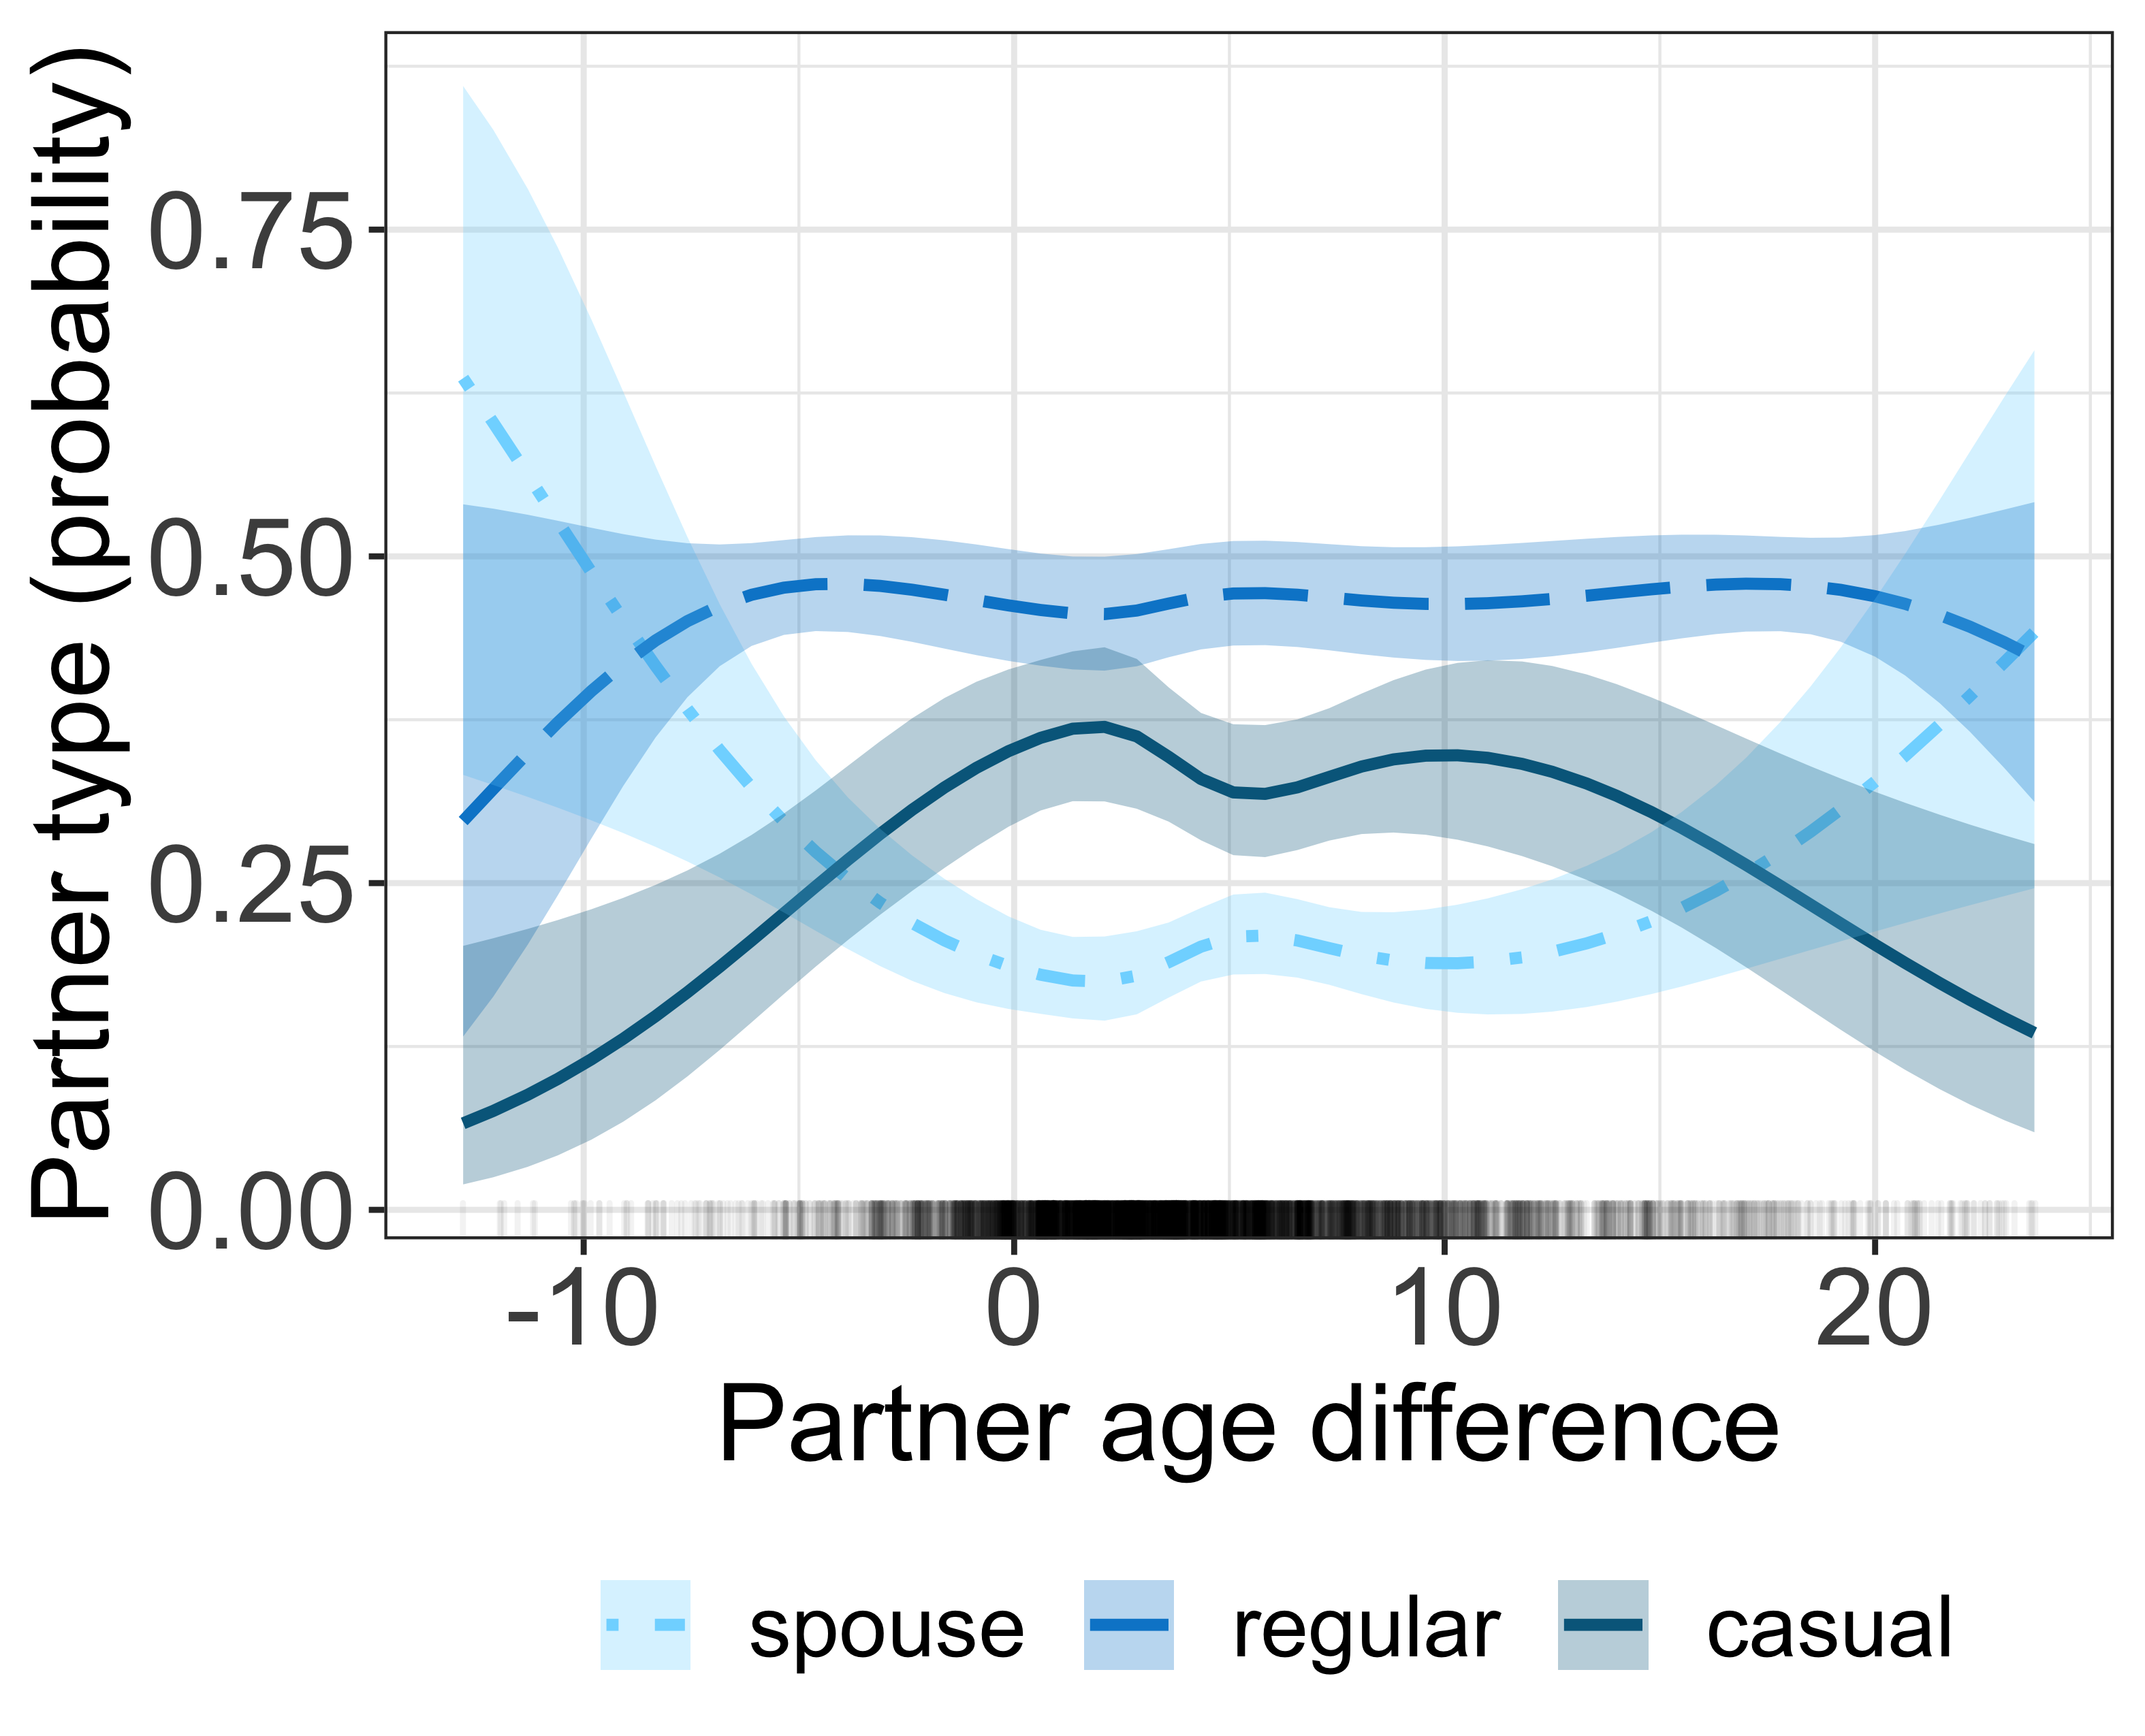 Partner type (probability)
0.75
0.50
0.25
0.00
-10 0 10 20
Partner age difference
spouse regular casual